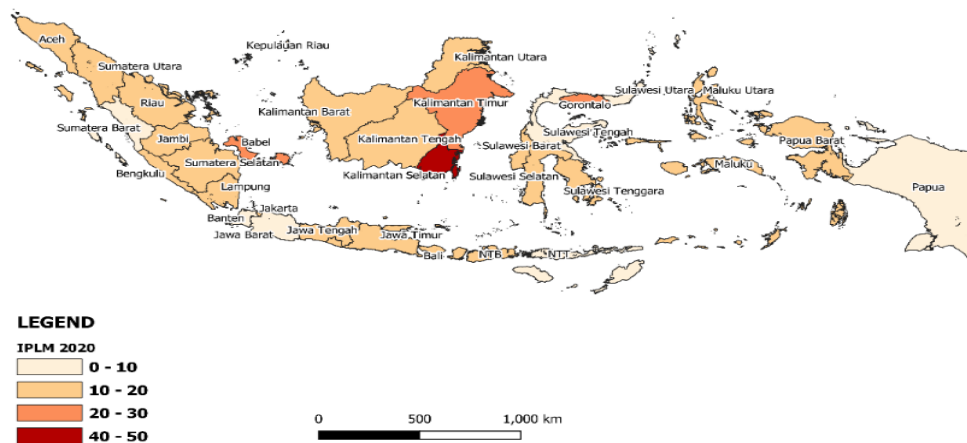 Aceh
Kepulauan Riau
Sumatera Utara
Kalimantan Utara
Riau
Sulawesi Utara
Maluku Utara
Kalimantan Timur
Gorontalo
Kalimantan Barat
Sumatera Barat
Sulawesi Tengah
Jambi
Babel
Kalimantan Tengah
Papua Barat
Sulawesi Barat
Sumatera Selatan
Maluku
Bengkulu
Kalimantan Selatan
Sulawesi Selatan
Papua
Lampung
Sulawesi Tenggara
Jakarta
Banten
Jawa Barat
Jawa Tengah
Jawa Timur
Bali
NTB
NTT
LEGEND
IPLM 2020
0 - 10
10 - 20
20 - 30
40 - 50
0 500 1,000 km